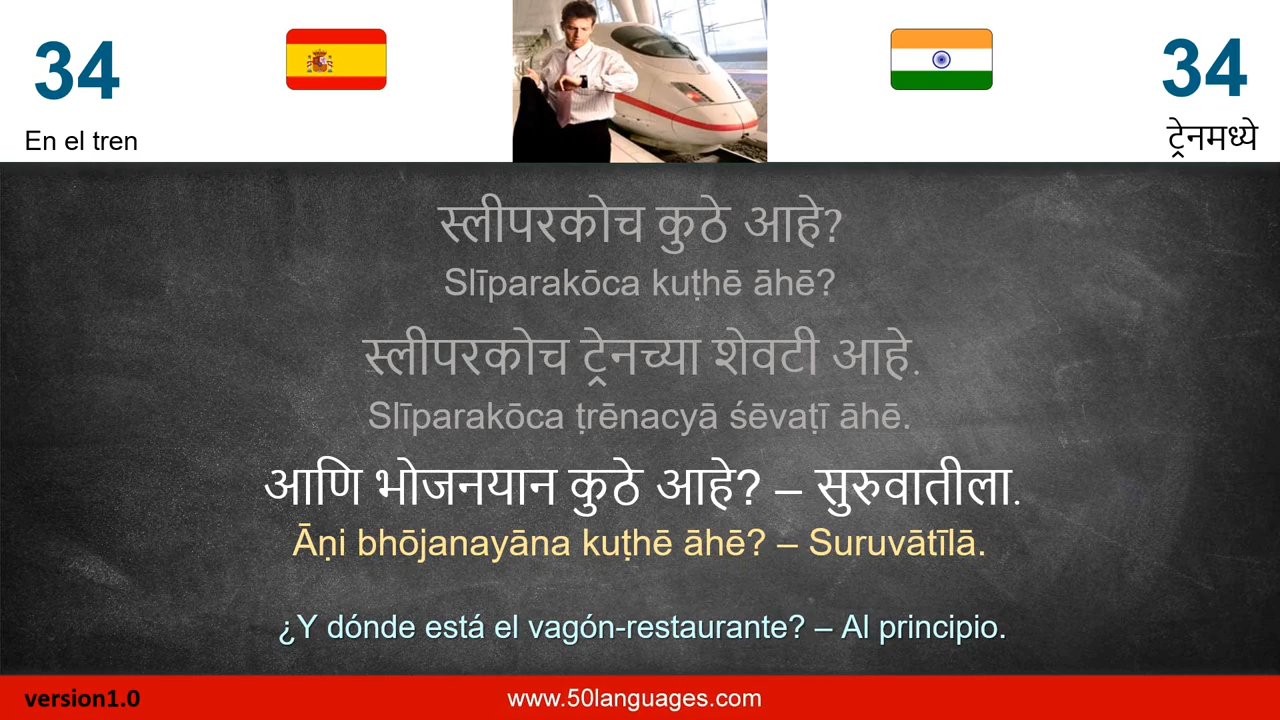 34
34
En el tren
ट्रेनमध्ये
स्लीपरकोच कुठे आहे?
Slīparakōca kuṭhē āhē?
स्लीपरकोच ट्रेनच्या शेवटी आहे.
Slīparakōca ṭrēnacyā śēvaṭī āhē.
आणि भोजनयान कुठे आहे? – सुरुवातीला.
Āṇi bhōjanayāna kuṭhē āhē? – Suruvātīlā.
¿Y dónde está el vagón-restaurante? – Al principio.
version1.0
www.50languages.com